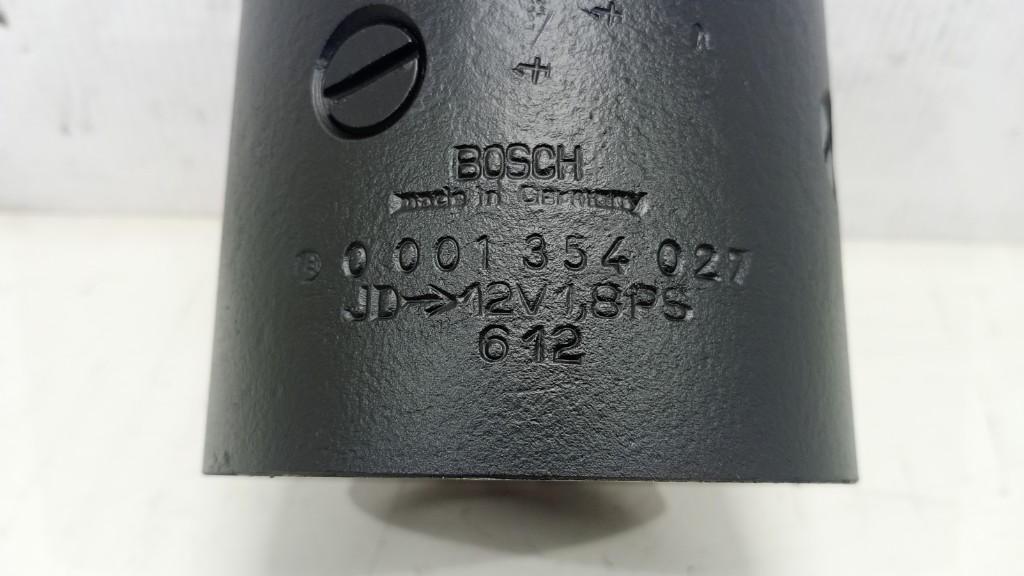 BOSCH
made in Germany
0 001 354 027
JD→12V1,8PS
612